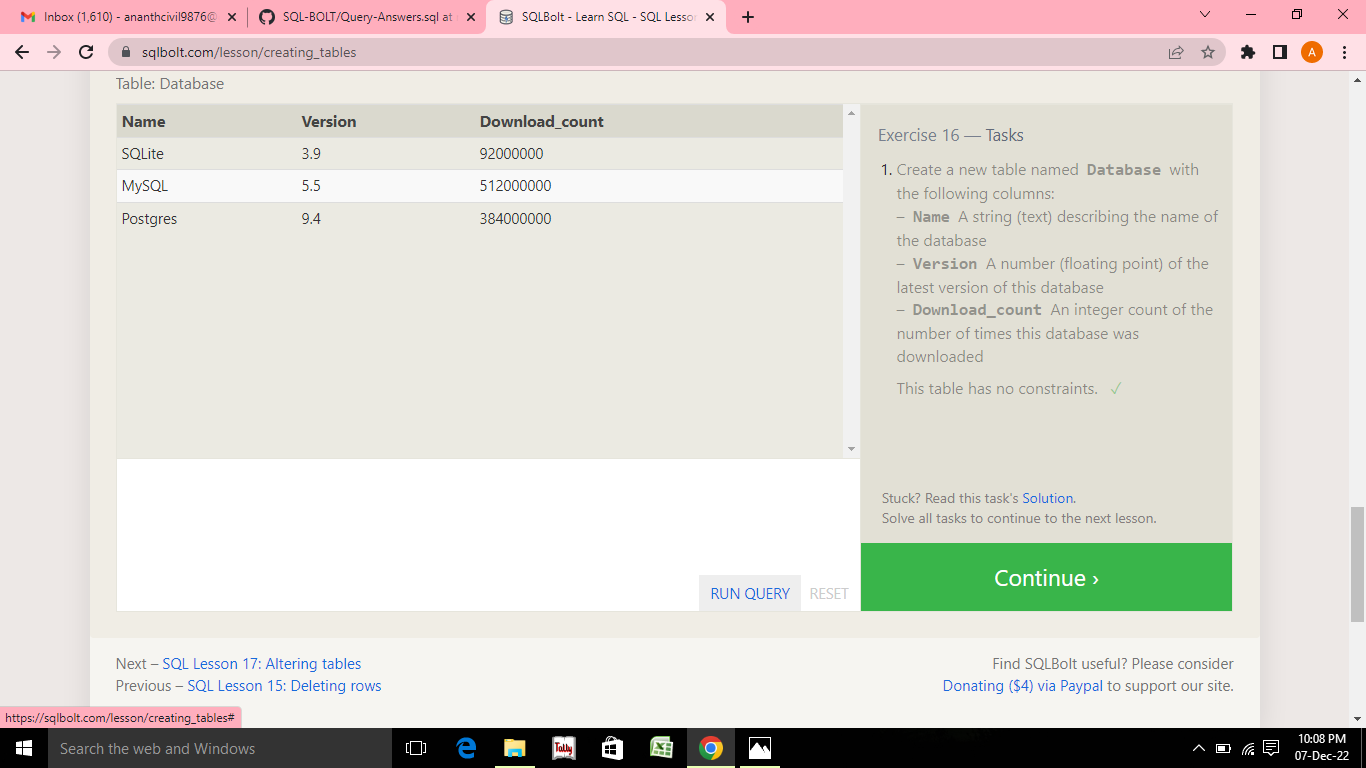 Inbox (1,610) - ananthcivil9876@
SQL-BOLT/Query-Answers.sql at
SQLBolt - Learn SQL - SQL Lesson
sqlbolt.com/lesson/creating_tables
A
Table: Database
Name Version Download_count
SQLite 3.9 92000000
MySQL 5.5 512000000
Postgres 9.4 384000000
Exercise 16 — Tasks
1. Create a new table named Database with
the following columns:
– Name A string (text) describing the name of
the database
– Version A number (floating point) of the
latest version of this database
– Download_count An integer count of the
number of times this database was
downloaded
This table has no constraints. ✓
Stuck? Read this task's Solution.
Solve all tasks to continue to the next lesson.
RUN QUERY RESET
Continue ›
Next – SQL Lesson 17: Altering tables
Previous – SQL Lesson 15: Deleting rows
Find SQLBolt useful? Please consider
Donating ($4) via Paypal to support our site.
https://sqlbolt.com/lesson/creating_tables#
Search the web and Windows
Tally
10:08 PM
07-Dec-22